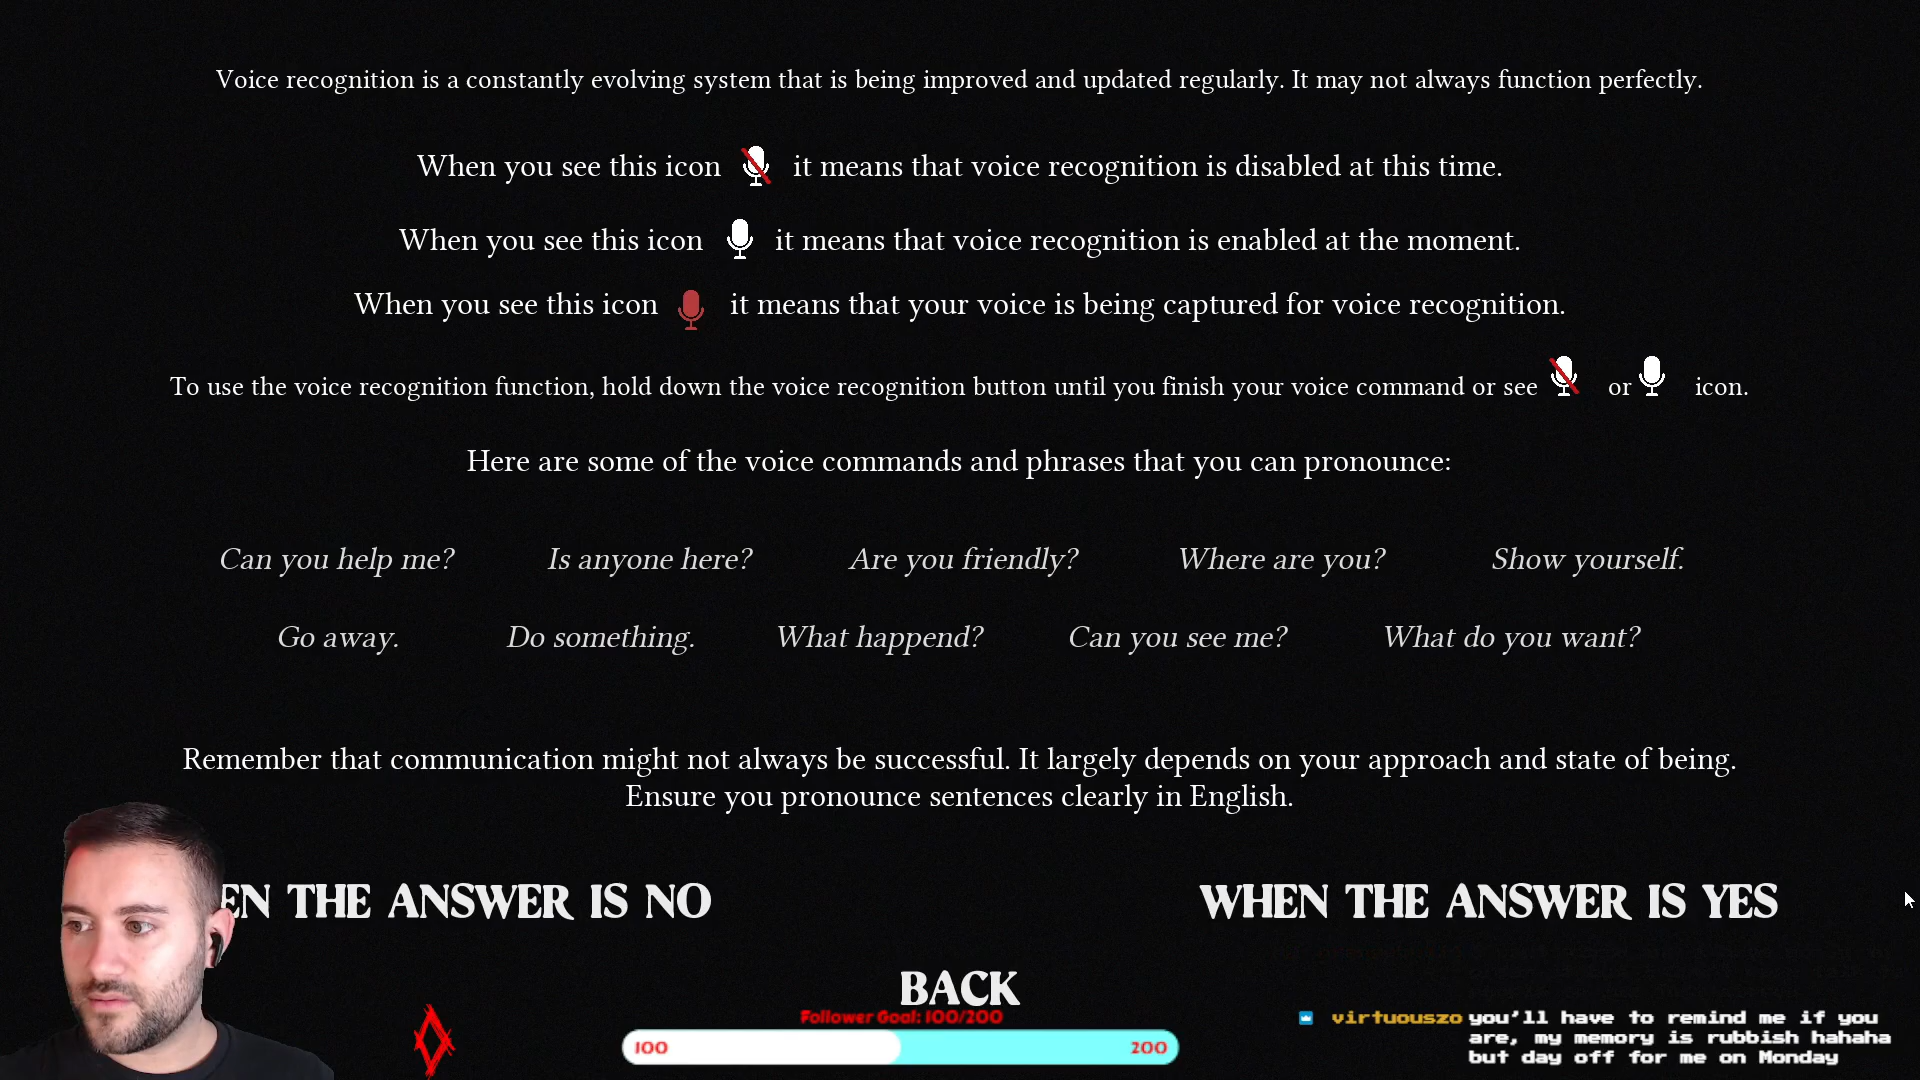 Voice recognition is a constantly evolving system that is being improved and updated regularly. It may not always function perfectly.
When you see this icon it means that voice recognition is disabled at this time.
When you see this icon it means that voice recognition is enabled at the moment.
When you see this icon it means that your voice is being captured for voice recognition.
To use the voice recognition function, hold down the voice recognition button until you finish your voice command or see or icon.
Here are some of the voice commands and phrases that you can pronounce:
Can you help me? Is anyone here? Are you friendly? Where are you? Show yourself.
Go away. Do something. What happend? Can you see me? What do you want?
Remember that communication might not always be successful. It largely depends on your approach and state of being.
Ensure you pronounce sentences clearly in English.
EN THE ANSWER IS NO WHEN THE ANSWER IS YES
BACK
Follower Goal: 100/200
100 200
virtuouszo you'll have to remind me if you
are, my memory is rubbish hahaha
but day off for me on Monday